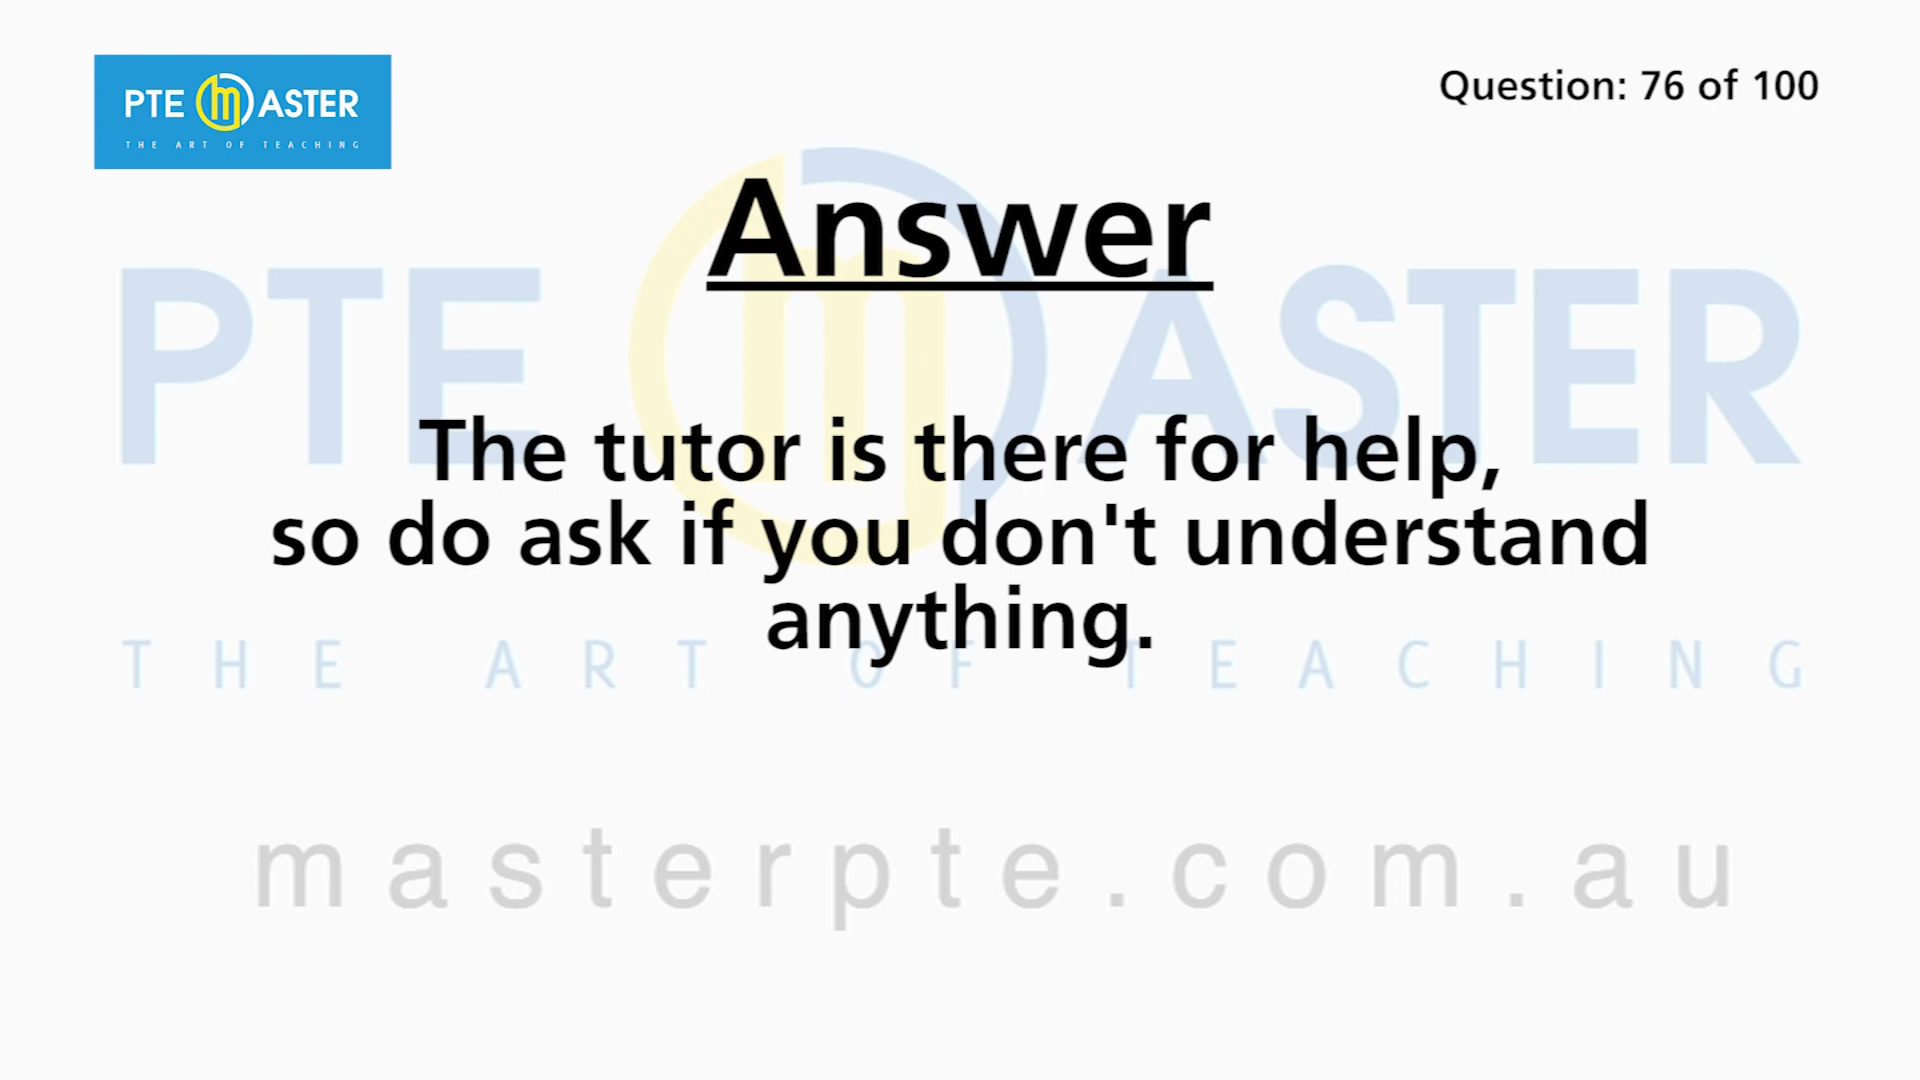 PTE MASTER
THE ART OF TEACHING
Question: 76 of 100
Answer
PTE MASTER
The tutor is there for help,
so do ask if you don't understand
anything.
THE ART OF TEACHING
masterpte.com.au